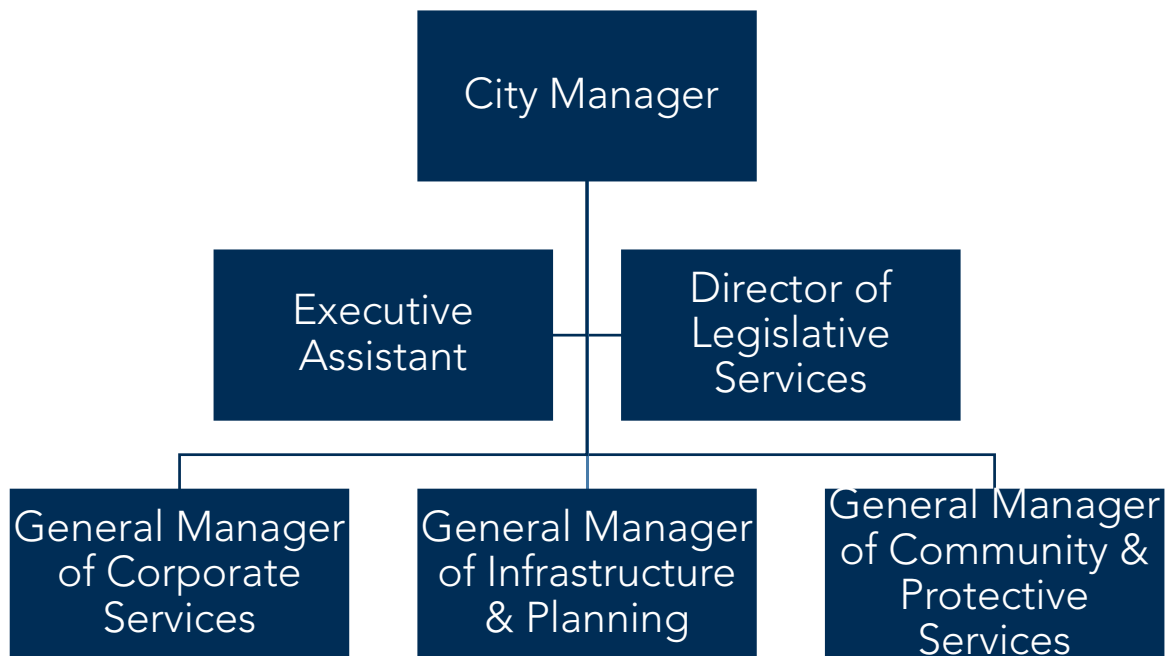 City Manager
Executive
Assistant
Director of
Legislative
Services
General Manager
of Corporate
Services
General Manager
of Infrastructure
& Planning
General Manager
of Community &
Protective
Services